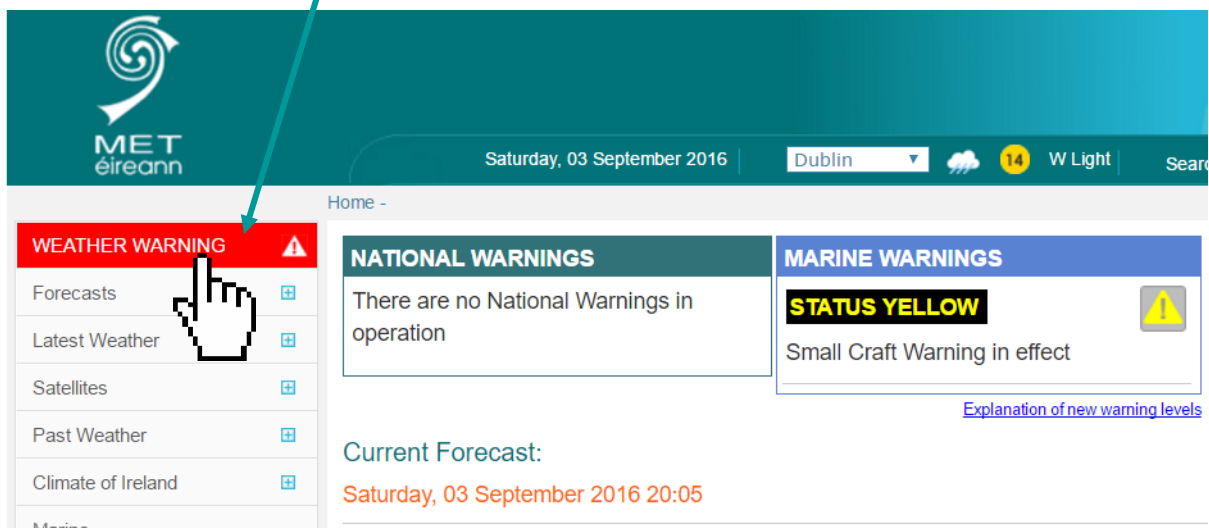 MET
éireann
Saturday, 03 September 2016
Dublin
14
W Light
Home -
WEATHER WARNING
Forecasts
Latest Weather
Satellites
Past Weather
Climate of Ireland
NATIONAL WARNINGS
There are no National Warnings in
operation
MARINE WARNINGS
STATUS YELLOW
Small Craft Warning in effect
Explanation of new warning levels
Current Forecast:
Saturday, 03 September 2016 20:05